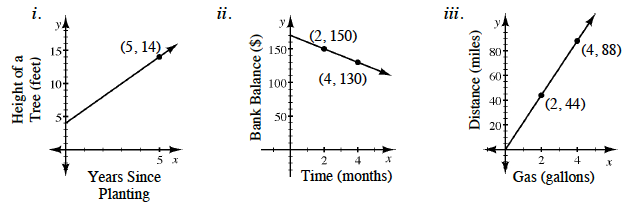 i.
y
15
10
5
(5, 14)
5
x
Height of a
Tree (feet)
Years Since
Planting
ii.
y
150
100
50
(2, 150)
(4, 130)
2
4
x
Bank Balance ($)
Time (months)
iii.
y
80
60
40
20
(4, 88)
(2, 44)
2
4
x
Distance (miles)
Gas (gallons)